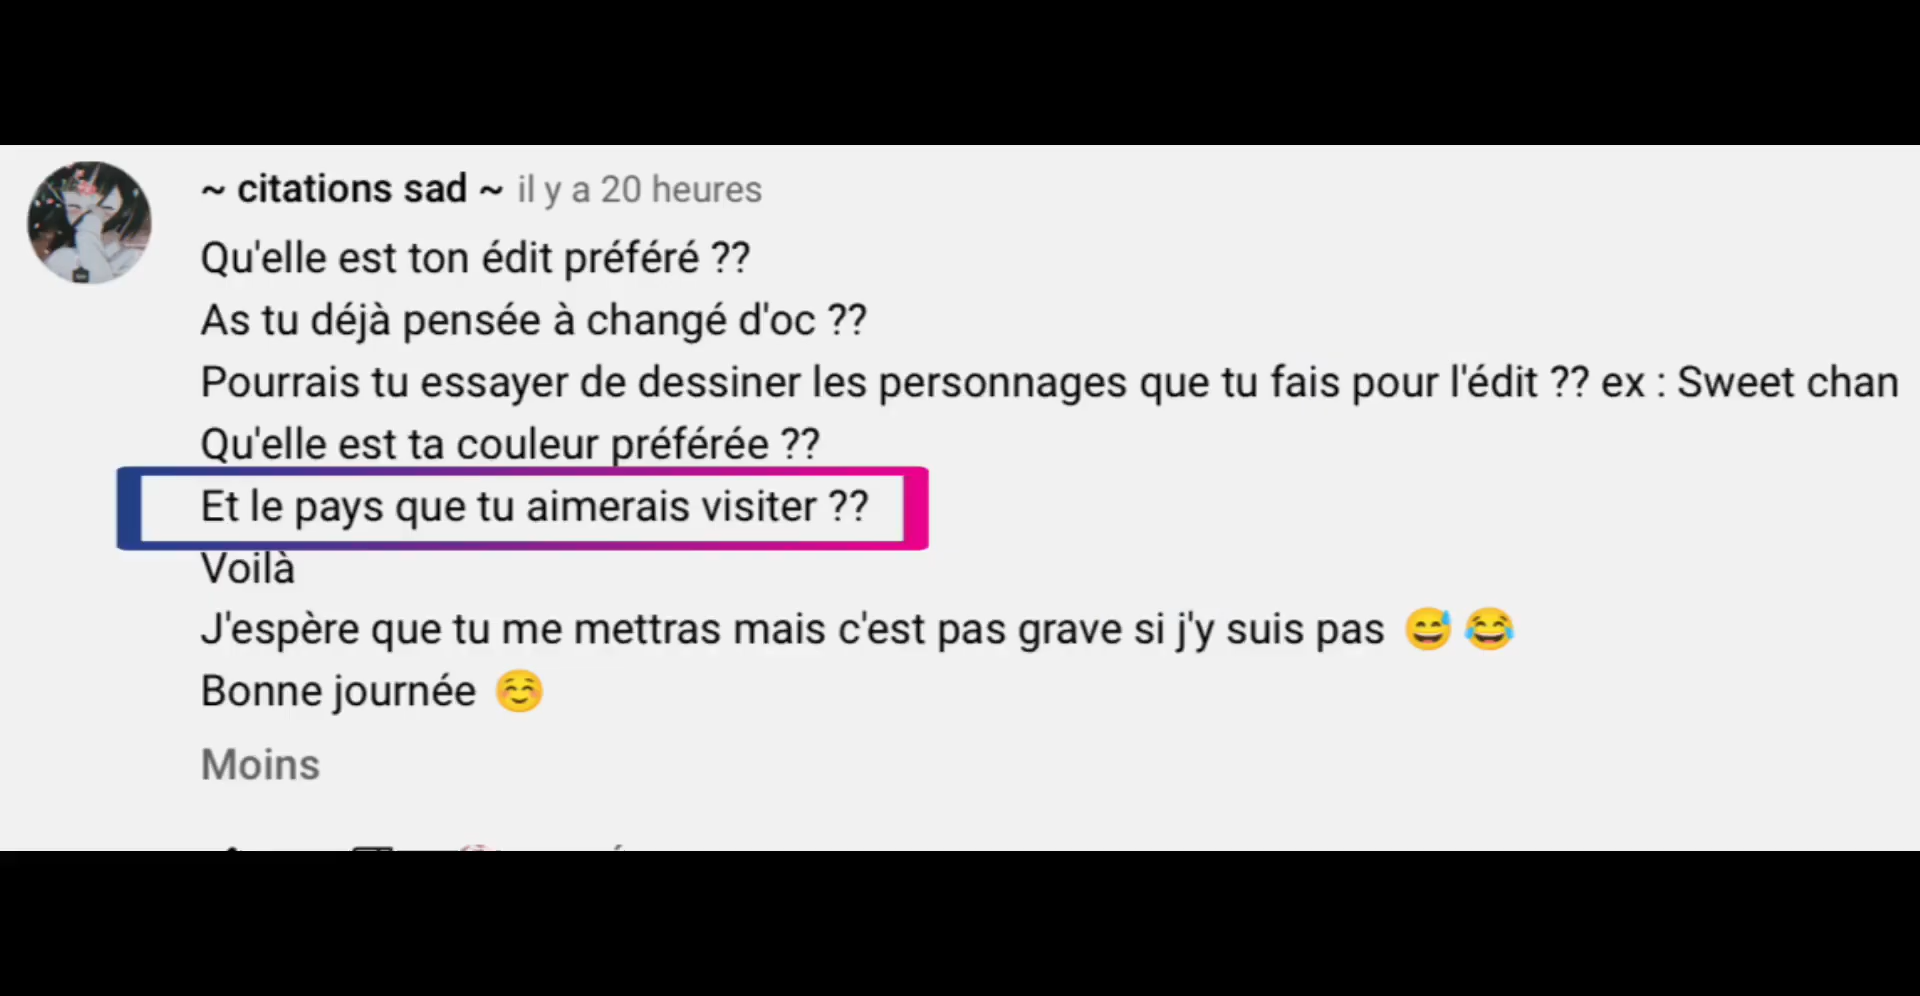 ~ citations sad ~ il y a 20 heures
Qu'elle est ton édit préféré ??
As tu déjà pensée à changé d'oc ??
Pourrais tu essayer de dessiner les personnages que tu fais pour l'édit ?? ex : Sweet chan
Qu'elle est ta couleur préférée ??
Et le pays que tu aimerais visiter ??
Voilà
J'espère que tu me mettras mais c'est pas grave si j'y suis pas 😅 😂
Bonne journée ☺️
Moins